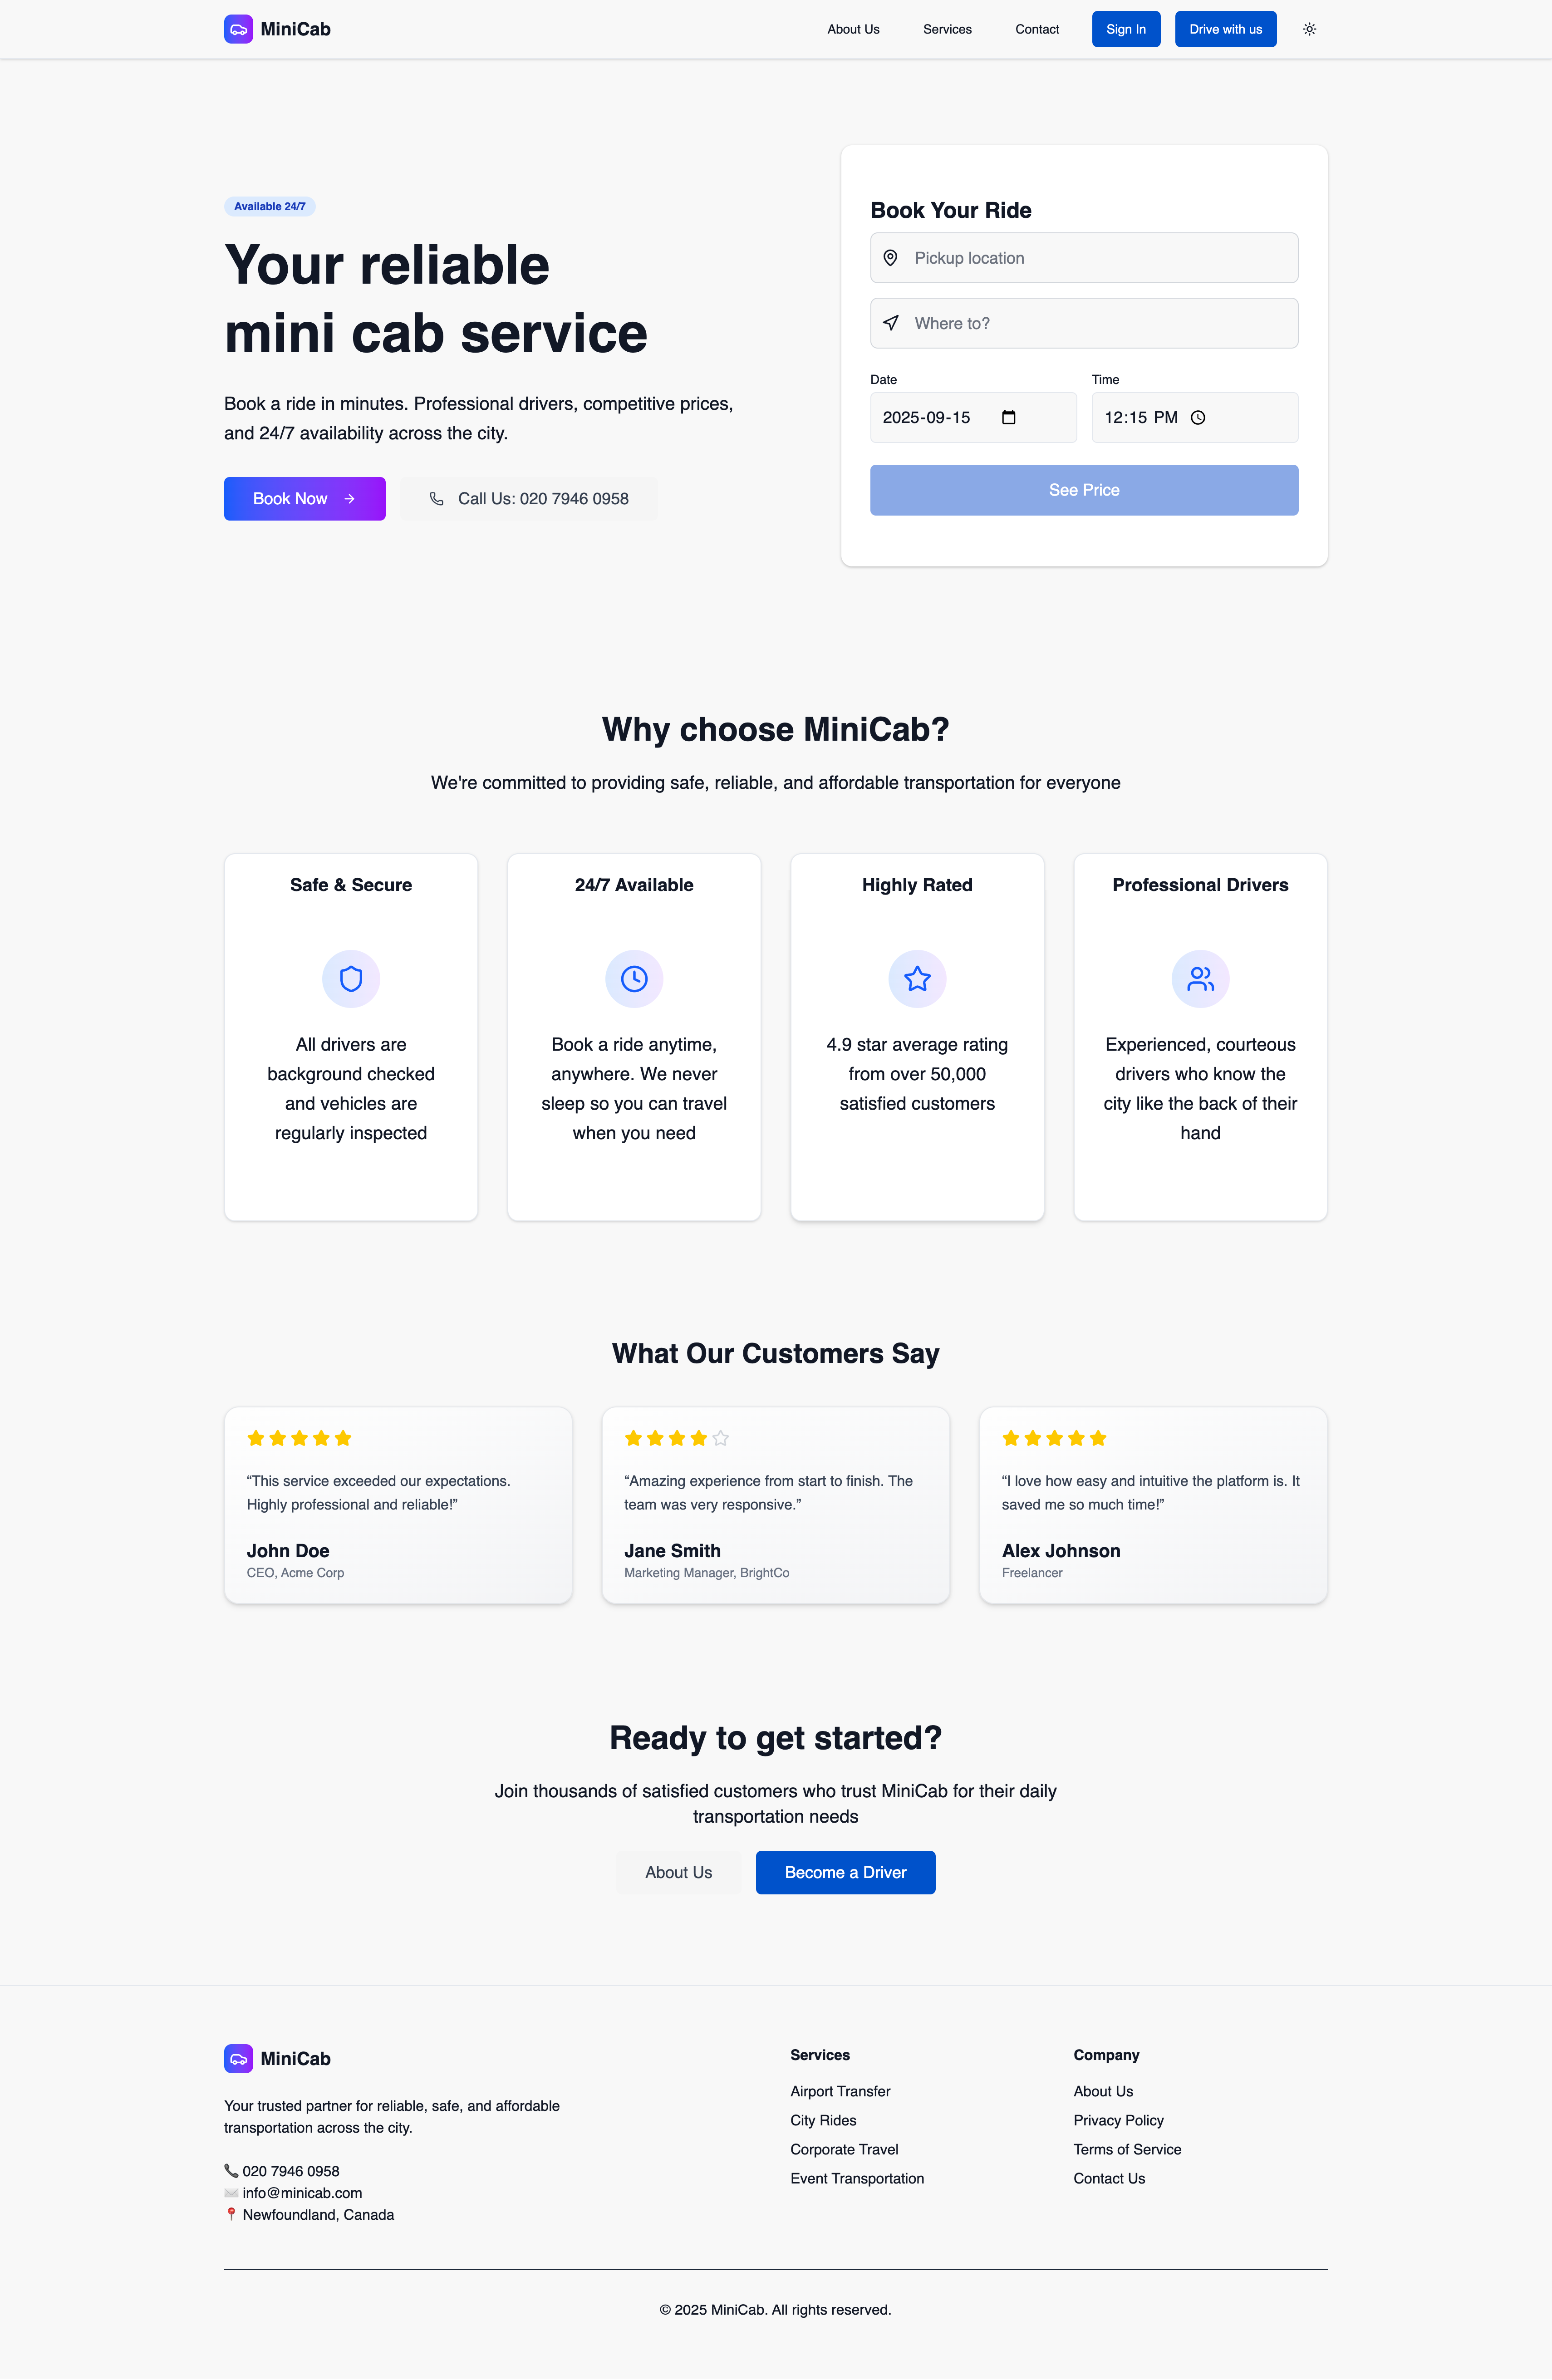 MiniCab
About Us
Services
Contact
Sign In
Drive with us
Available 24/7
Your reliable
mini cab service
Book a ride in minutes. Professional drivers, competitive prices,
and 24/7 availability across the city.
Book Now
Call Us: 020 7946 0958
Book Your Ride
Pickup location
Where to?
Date
Time
2025-09-15
12:15 PM
See Price
Why choose MiniCab?
We're committed to providing safe, reliable, and affordable transportation for everyone
Safe & Secure
All drivers are
background checked
and vehicles are
regularly inspected
24/7 Available
Book a ride anytime,
anywhere. We never
sleep so you can travel
when you need
Highly Rated
4.9 star average rating
from over 50,000
satisfied customers
Professional Drivers
Experienced, courteous
drivers who know the
city like the back of their
hand
What Our Customers Say
“This service exceeded our expectations.
Highly professional and reliable!”
John Doe
CEO, Acme Corp
“Amazing experience from start to finish. The
team was very responsive.”
Jane Smith
Marketing Manager, BrightCo
“I love how easy and intuitive the platform is. It
saved me so much time!”
Alex Johnson
Freelancer
Ready to get started?
Join thousands of satisfied customers who trust MiniCab for their daily
transportation needs
About Us
Become a Driver
MiniCab
Your trusted partner for reliable, safe, and affordable
transportation across the city.
020 7946 0958
info@minicab.com
Newfoundland, Canada
Services
Airport Transfer
City Rides
Corporate Travel
Event Transportation
Company
About Us
Privacy Policy
Terms of Service
Contact Us
© 2025 MiniCab. All rights reserved.